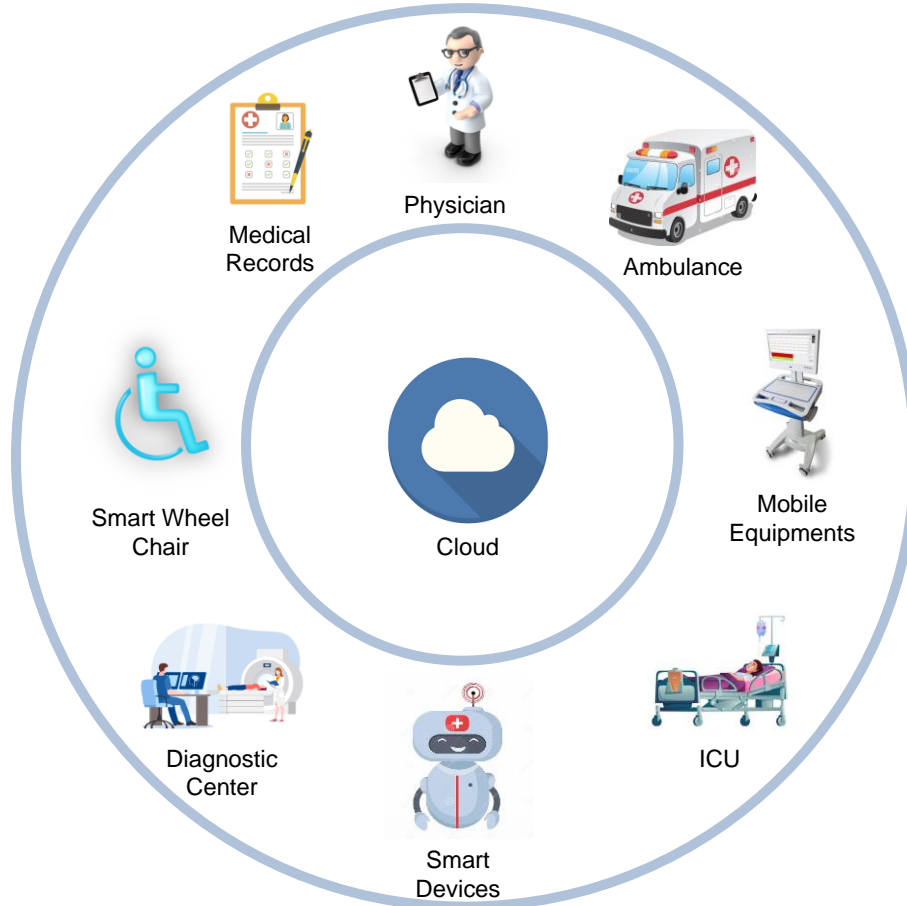 Physician
Medical
Records
Ambulance
Smart Wheel
Chair
Cloud
Mobile
Equipments
Diagnostic
Center
ICU
Smart
Devices